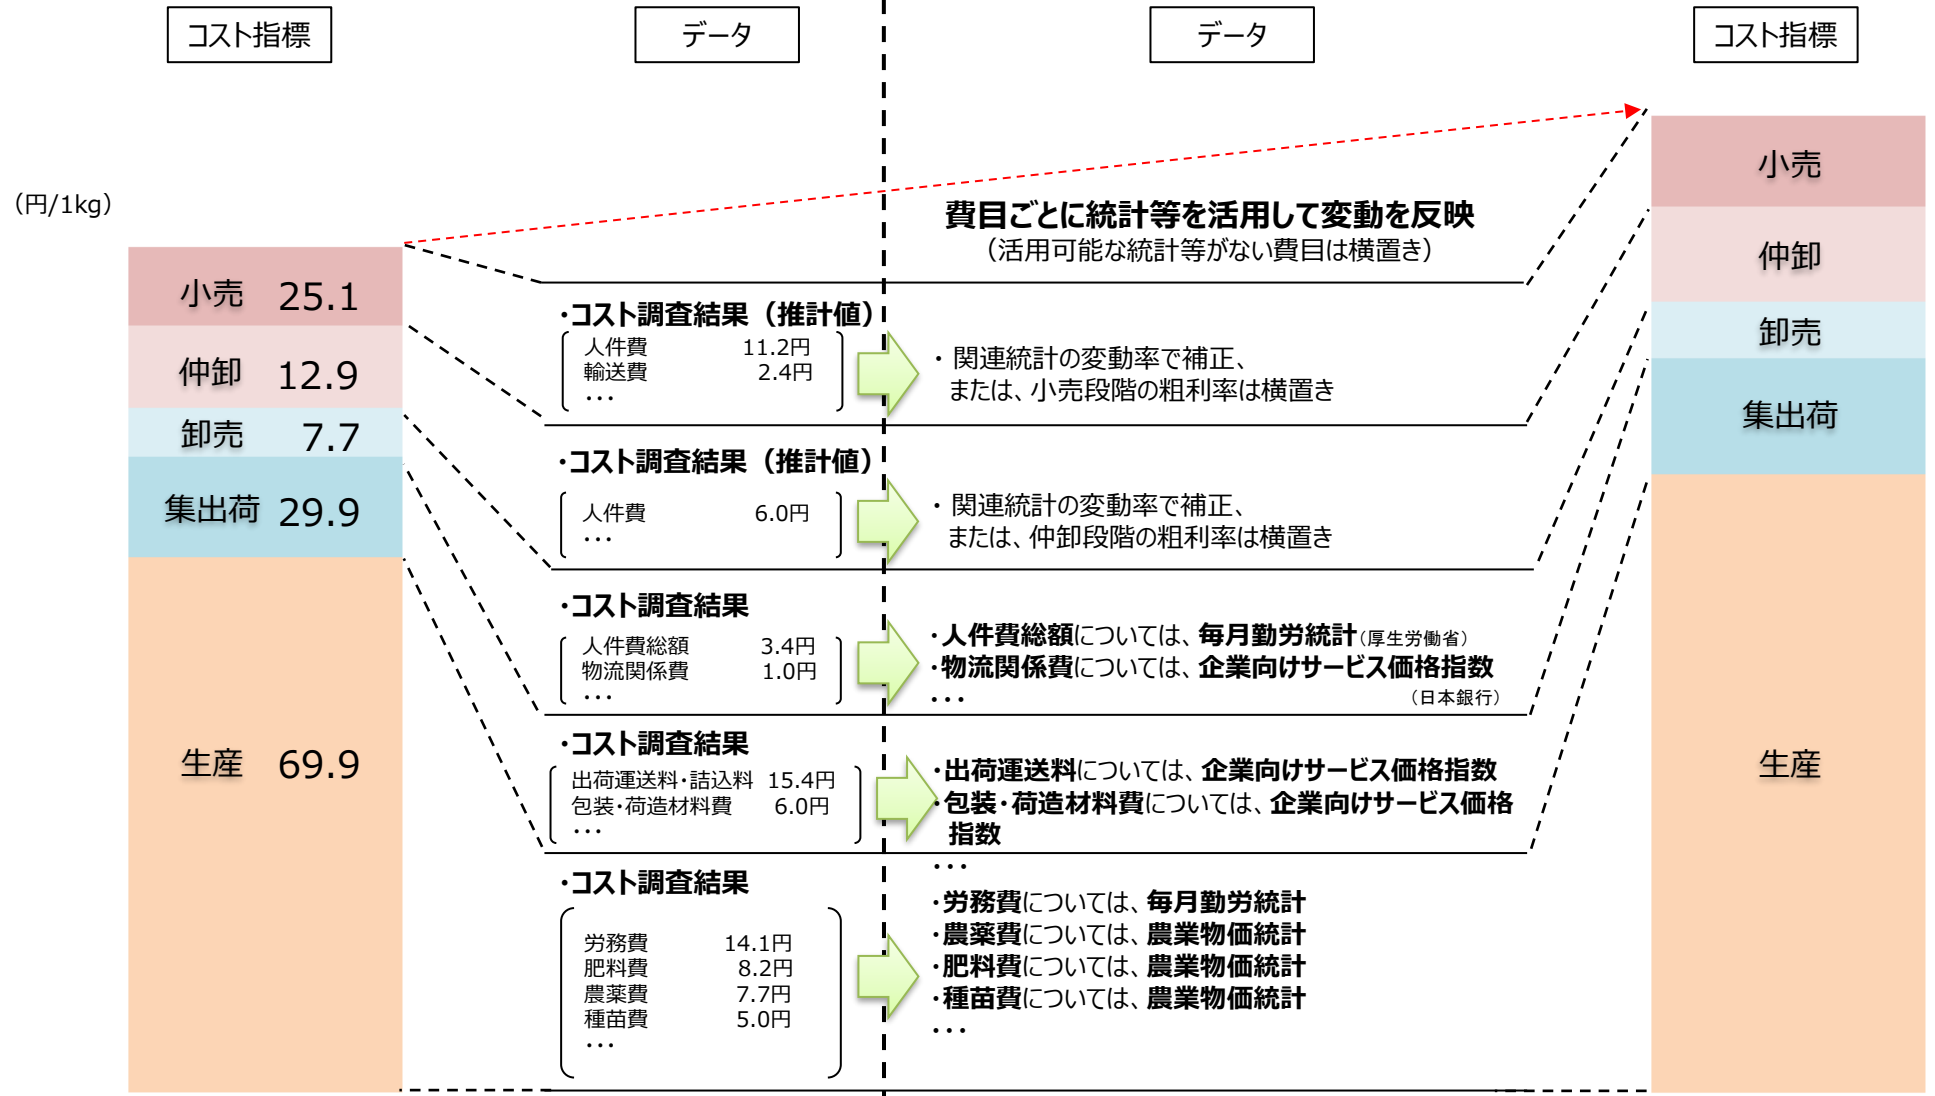 コスト指標
データ
データ
コスト指標
（円/1kg）
小売 25.1
仲卸 12.9
卸売 7.7
集出荷 29.9
生産 69.9
費目ごとに統計等を活用して変動を反映
（活用可能な統計等がない費目は横置き）
・コスト調査結果（推計値）
人件費 11.2円
輸送費 2.4円
・・・
・関連統計の変動率で補正、
または、小売段階の粗利率は横置き
・コスト調査結果（推計値）
人件費 6.0円
・・・
・関連統計の変動率で補正、
または、仲卸段階の粗利率は横置き
・コスト調査結果
人件費総額 3.4円
物流関係費 1.0円
・・・
・人件費総額については、毎月勤労統計（厚生労働省）
・物流関係費については、企業向けサービス価格指数
（日本銀行）
・・・
・コスト調査結果
出荷運送料・詰込料 15.4円
包装・荷造材料費 6.0円
・・・
・出荷運送料については、企業向けサービス価格指数
・包装・荷造材料費については、企業向けサービス価格
指数
・・・
・コスト調査結果
労務費 14.1円
肥料費 8.2円
農薬費 7.7円
種苗費 5.0円
・・・
・労務費については、毎月勤労統計
・農薬費については、農業物価統計
・肥料費については、農業物価統計
・種苗費については、農業物価統計
・・・
小売
仲卸
卸売
集出荷
生産